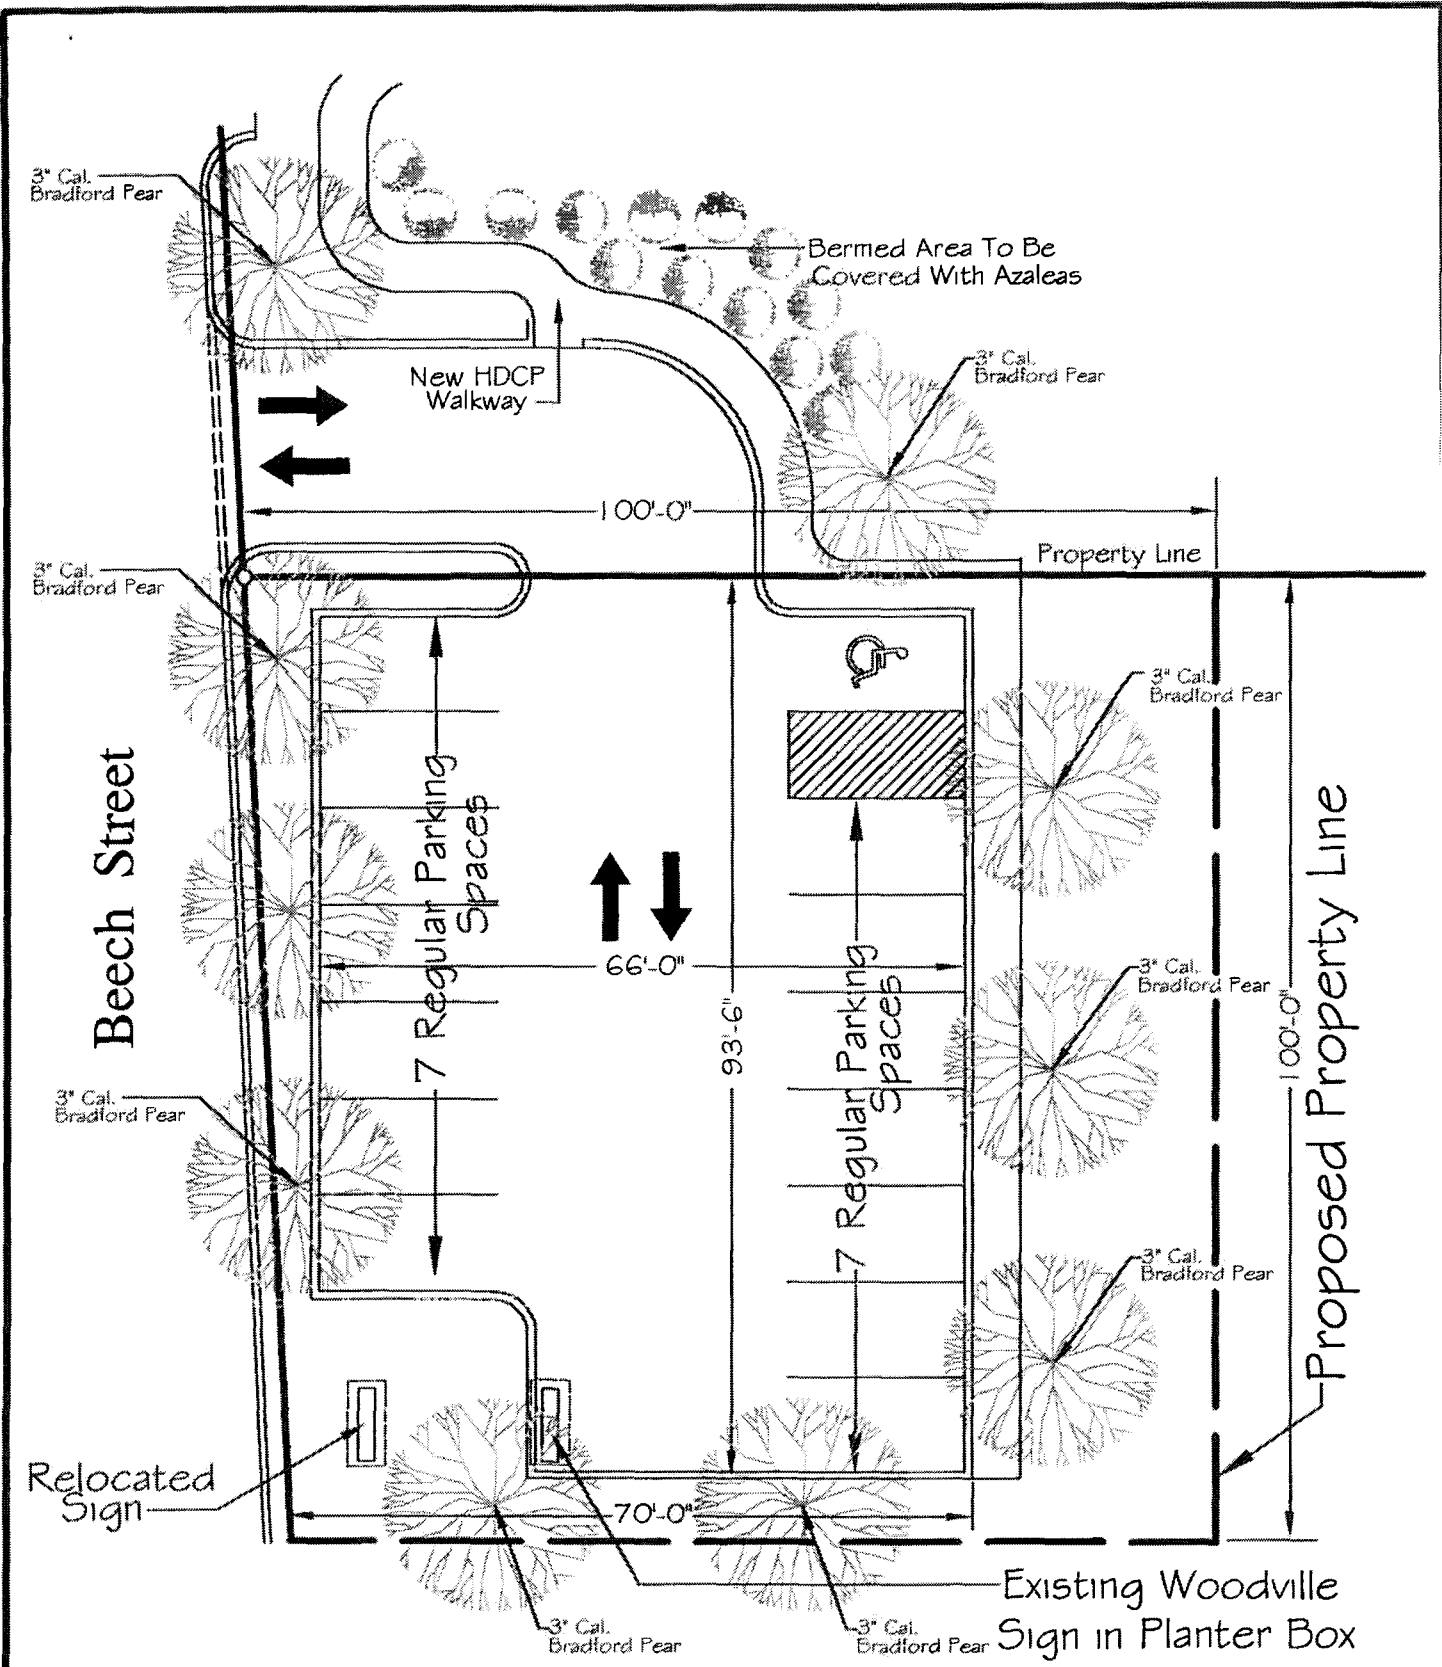 3" Cal.
Bradford Pear
Bermed Area To Be
Covered With Azaleas
New HDCP
Walkway
3" Cal.
Bradford Pear
100'-0"
Property Line
3" Cal.
Bradford Pear
3" Cal.
Bradford Pear
Beech Street
7 Regular Parking
Spaces
66'-0"
93'-6"
7 Regular Parking
Spaces
3" Cal.
Bradford Pear
100'-0"
Proposed Property Line
3" Cal.
Bradford Pear
3" Cal.
Bradford Pear
Relocated
Sign
70'-0"
Existing Woodville
Sign in Planter Box
3" Cal.
Bradford Pear
3" Cal.
Bradford Pear